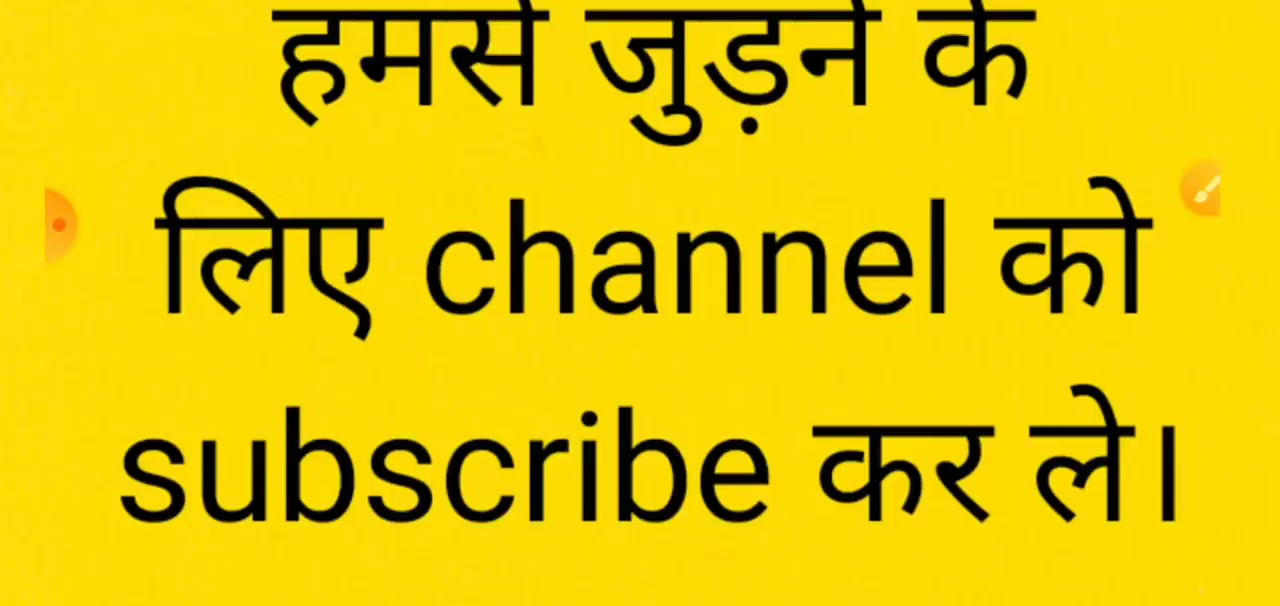 हमसे जुड़ने के
लिए channel को
subscribe कर ले।